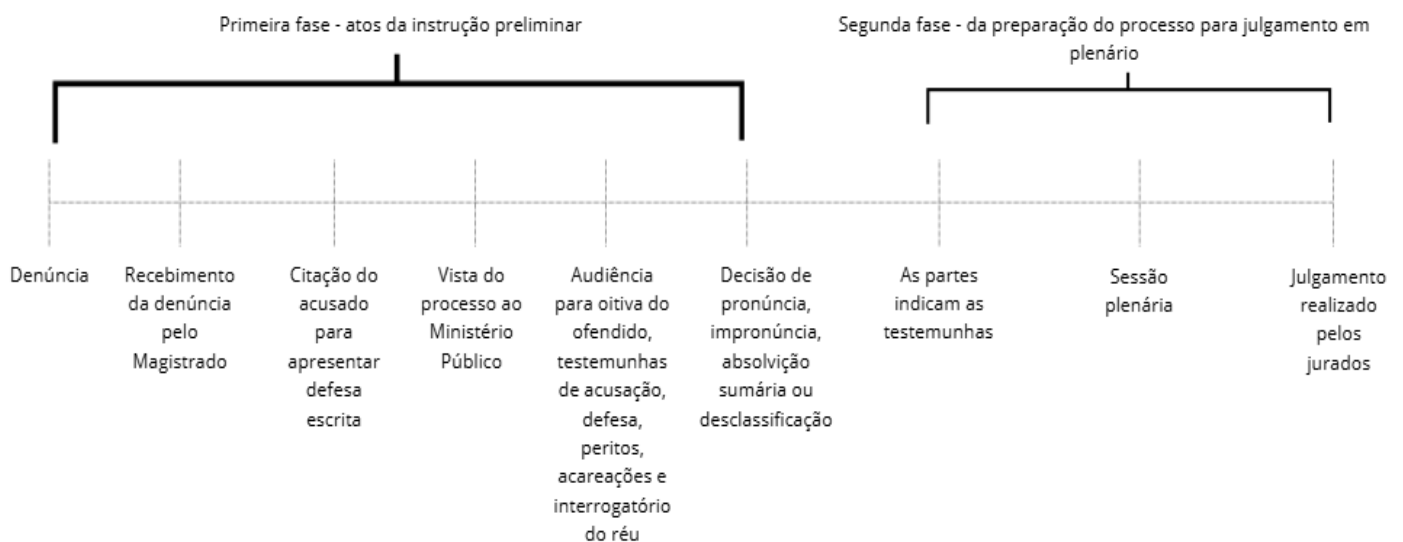 Primeira fase - atos da instrução preliminar
Segunda fase - da preparação do processo para julgamento em
plenário
Denúncia
Recebimento
da denúncia
pelo
Magistrado
Citação do
acusado
para
apresentar
defesa
escrita
Vista do
processo ao
Ministério
Público
Audiência
para oitiva do
ofendido,
testemunhas
de acusação,
defesa,
peritos,
acareações e
interrogatório
do réu
Decisão de
pronúncia,
impronúncia,
absolvição
sumária ou
desclassificação
As partes
indicam as
testemunhas
Sessão
plenária
Julgamento
realizado
pelos
jurados